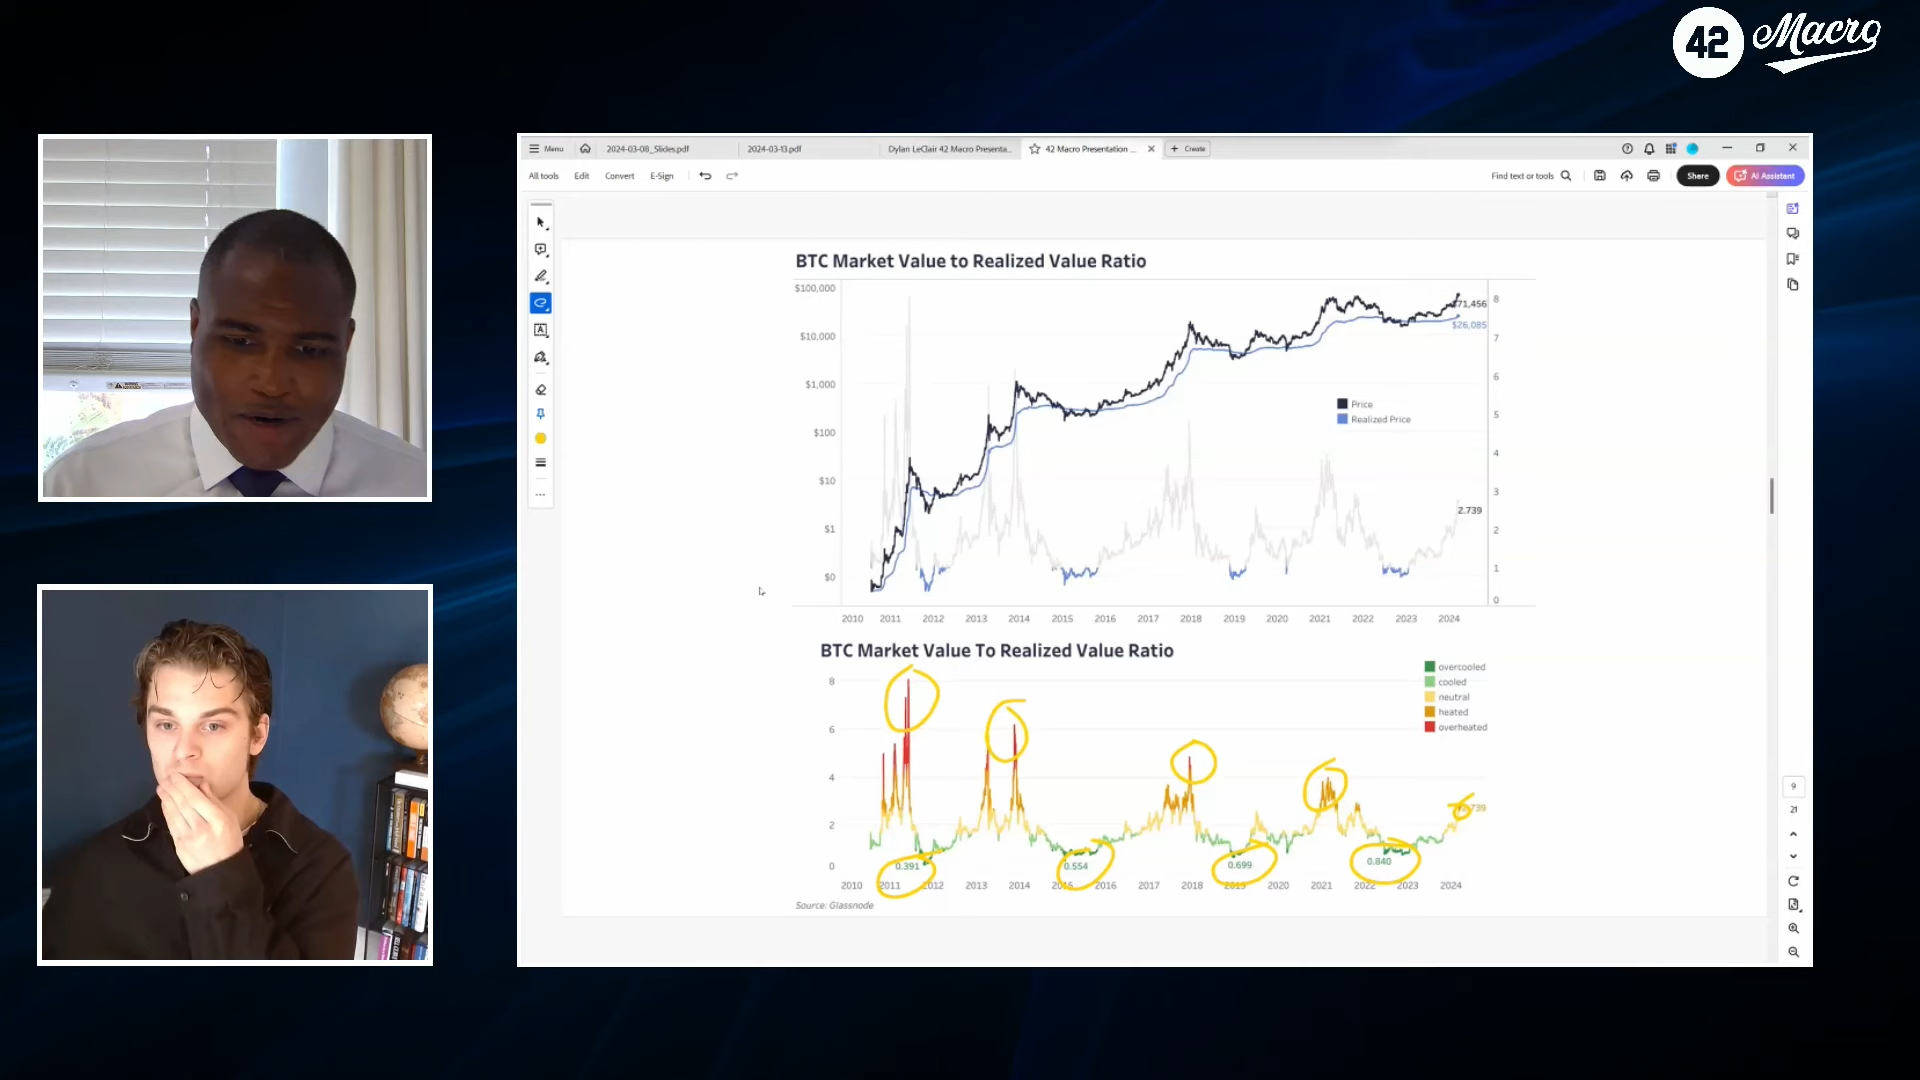 42 Macro
Menu
2024-03-08_Slides.pdf
2024-03-13.pdf
Dylan LeClair 42 Macro Presenta...
42 Macro Presentation ...
Create
All tools
Edit
Convert
E-Sign
Find text or tools
Share
AI Assistant
BTC Market Value to Realized Value Ratio
$100,000
$10,000
$1,000
$100
$10
$1
$0
8
7
6
5
4
3
2
1
0
71,456
$26,085
Price
Realized Price
2.739
2010 2011 2012 2013 2014 2015 2016 2017 2018 2019 2020 2021 2022 2023 2024
BTC Market Value To Realized Value Ratio
overcooled
cooled
neutral
heated
overheated
8
6
4
2
0
0.391
0.554
0.699
0.840
2010 2011 2012 2013 2014 2015 2016 2017 2018 2019 2020 2021 2022 2023 2024
Source: Glassnode
9
21